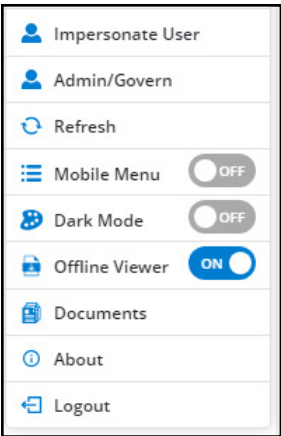 Impersonate User
Admin/Govern
Refresh
Mobile Menu OFF
Dark Mode OFF
Offline Viewer ON
Documents
About
Logout